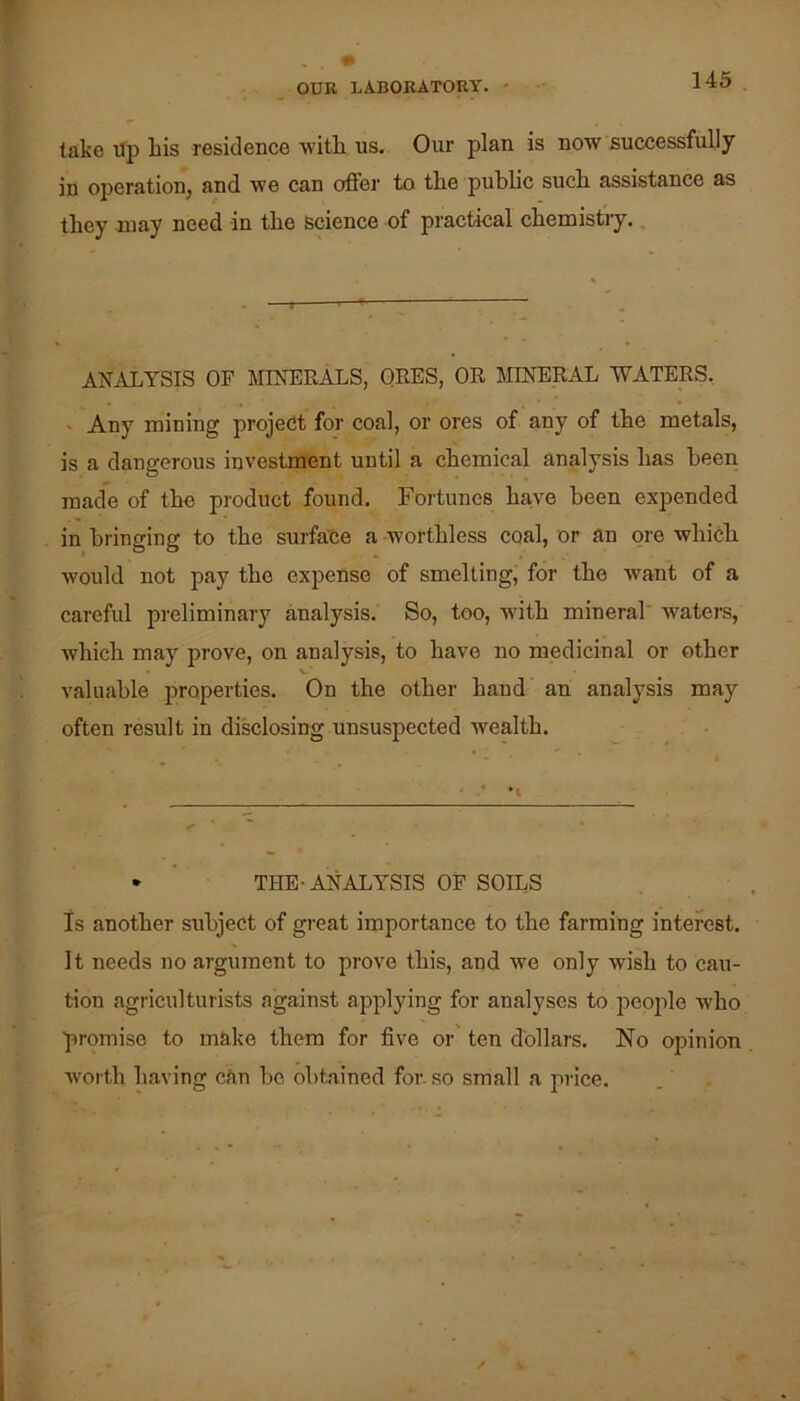 OUR LABORATORY. 145
take up his residence with us. Our plan is now successfully
in operation, and we can offer to the public such assistance as
they may need in the science of practical chemistry.
ANALYSIS OF MINERALS, ORES, OR MINERAL WATERS.
Any mining project for coal, or ores of any of the metals,
is a dangerous investment until a chemical analysis has been
made of the product found. Fortunes have been expended
in bringing to the surface a worthless coal, or an ore which
would not pay the expense of smelting, for the want of a
careful preliminary analysis. So, too, with mineral waters,
which may prove, on analysis, to have no medicinal or other
valuable properties. On the other hand an analysis may
often result in disclosing unsuspected wealth.
THE ANALYSIS OF SOILS
Is another subject of great importance to the farming interest.
It needs no argument to prove this, and we only wish to cau-
tion agriculturists against applying for analyses to people who
promise to make them for five or ten dollars. No opinion
worth having can be obtained for so small a price.